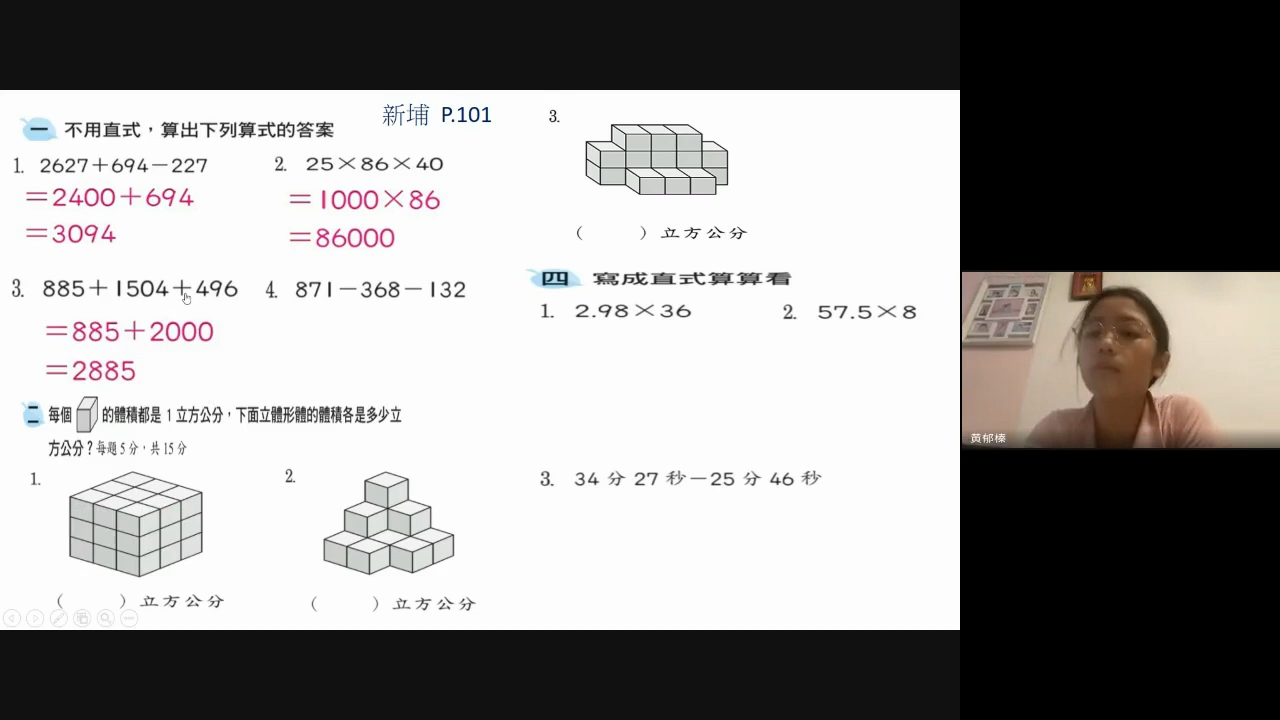 新埔 P.101
一 不用直式，算出下列算式的答案
1. 2627＋694－227
＝2400＋694
＝3094
2. 25×86×40
＝1000×86
＝86000
3. 885＋1504＋496
＝885＋2000
＝2885
4. 871－368－132
二 每個 的體積都是 1 立方公分，下面立體形體的體積各是多少立
方公分？每題 5 分，共 15 分
1.
( ) 立方公分
2.
( ) 立方公分
3.
( ) 立方公分
四 寫成直式算算看
1. 2.98×36
2. 57.5×8
3. 34 分 27 秒－25 分 46 秒
黄郁榛